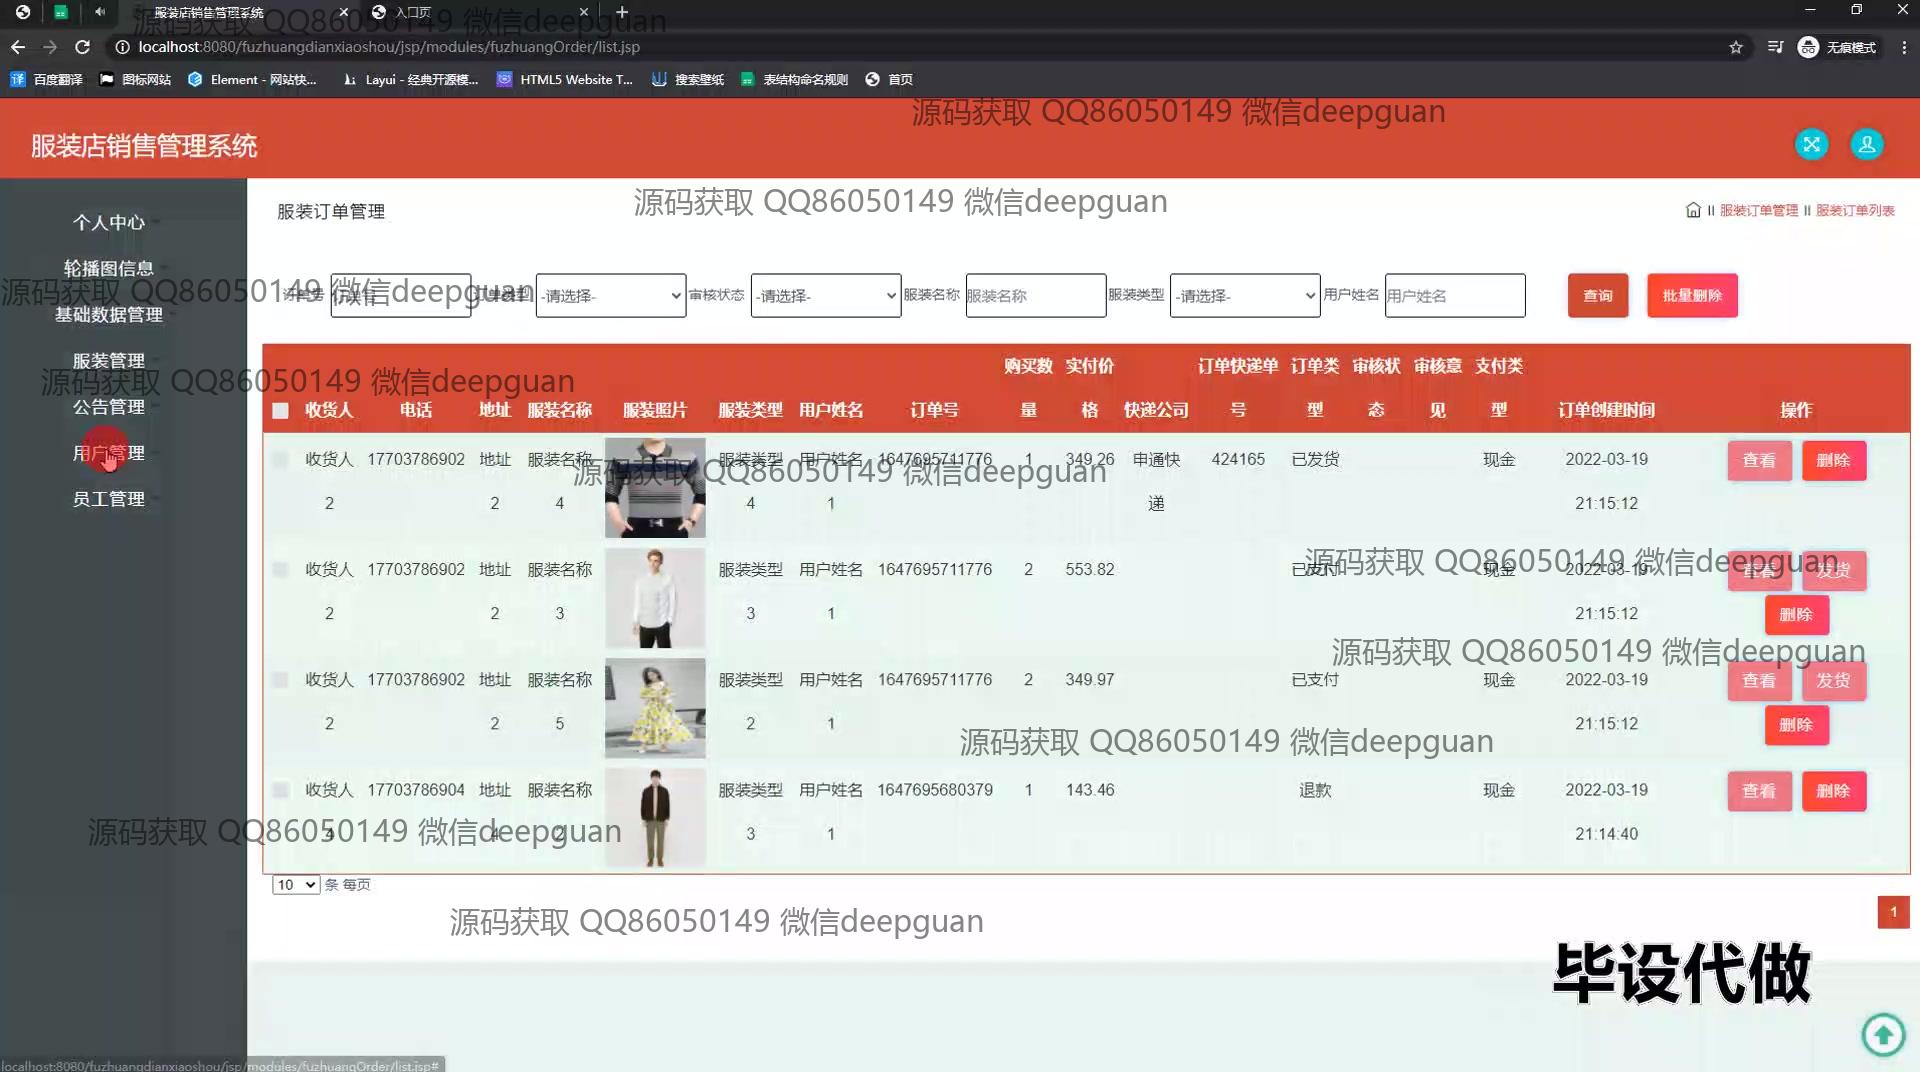 服装店销售管理系统
入口页
源码获取 QQ86050149 微信deepguan
localhost:8080/fuzhuangdianxiaoshou/jsp/modules/fuzhuangOrder/list.jsp
无痕模式
百度翻译 图标网站 Element - 网站快... Layui - 经典开源模... HTML5 Website T... 搜索壁纸 表结构命名规则 首页
源码获取 QQ86050149 微信deepguan
服装店销售管理系统
源码获取 QQ86050149 微信deepguan
服装订单管理
服装订单管理 服装订单列表
个人中心
轮播图信息
基础数据管理
服装管理
公告管理
用户管理
员工管理
源码获取 QQ86050149 微信deepguan
-请选择- 审核状态 -请选择- 服装名称 服装名称 服装类型 -请选择- 用户姓名 用户姓名 查询 批量删除
源码获取 QQ86050149 微信deepguan
收货人 电话 地址 服装名称 服装照片 服装类型 用户姓名 订单号 购买数量 实付价格 快递公司 订单快递单号 订单类型 审核状态 审核意见 支付类型 订单创建时间 操作
收货人2 17703786902 地址2 服装名称4 服装类型4 用户姓名1 1647695711776 1 349.26 申通快递 424165 已发货 现金 2022-03-19 21:15:12 查看 删除
源码获取 QQ86050149 微信deepguan
收货人2 17703786902 地址2 服装名称3 服装类型3 用户姓名1 1647695711776 2 553.82 已支付 现金 2022-03-19 21:15:12 查看 发货 删除
源码获取 QQ86050149 微信deepguan
收货人2 17703786902 地址2 服装名称5 服装类型2 用户姓名1 1647695711776 2 349.97 已支付 现金 2022-03-19 21:15:12 查看 发货 删除
源码获取 QQ86050149 微信deepguan
源码获取 QQ86050149 微信deepguan
收货人4 17703786904 地址4 服装名称2 服装类型3 用户姓名1 1647695680379 1 143.46 退款 现金 2022-03-19 21:14:40 查看 删除
源码获取 QQ86050149 微信deepguan
10 条 每页
1
源码获取 QQ86050149 微信deepguan
毕设代做
localhost:8080/fuzhuangdianxiaoshou/jsp/modules/fuzhuangOrder/list.jsp#